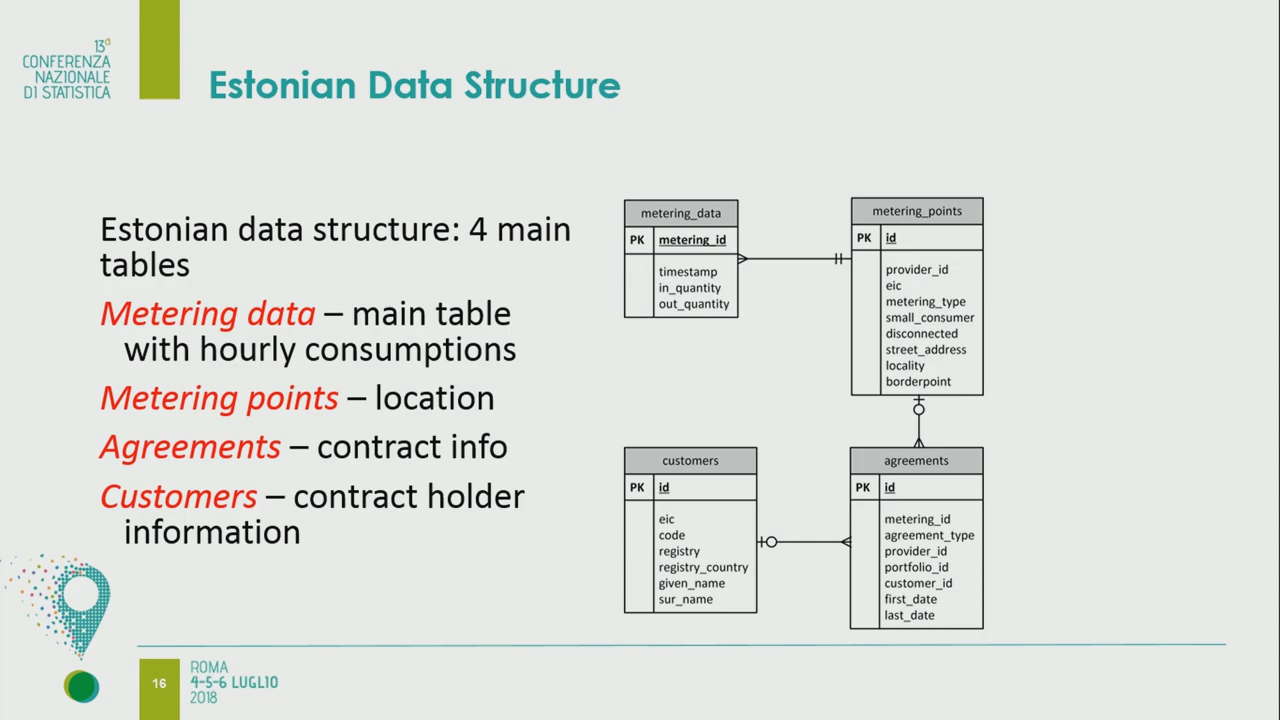 13ª
CONFERENZA
NAZIONALE
DI STATISTICA
Estonian Data Structure
Estonian data structure: 4 main
tables
Metering data – main table
with hourly consumptions
Metering points – location
Agreements – contract info
Customers – contract holder
information
metering_data
PK metering_id
timestamp
in_quantity
out_quantity
metering_points
PK id
provider_id
eic
metering_type
small_consumer
disconnected
street_address
locality
borderpoint
customers
PK id
eic
code
registry
registry_country
given_name
sur_name
agreements
PK id
metering_id
agreement_type
provider_id
portfolio_id
customer_id
first_date
last_date
16
ROMA
4-5-6 LUGLIO
2018